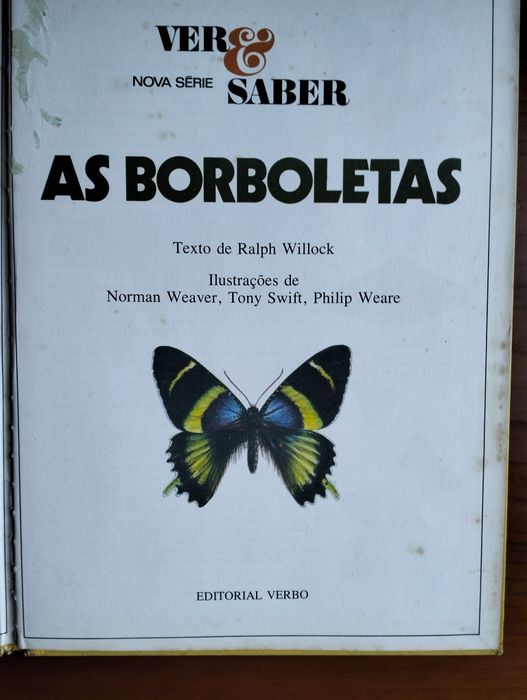 VER &
NOVA SÉRIE SABER
AS BORBOLETAS
Texto de Ralph Willock
Ilustrações de
Norman Weaver, Tony Swift, Philip Weare
EDITORIAL VERBO